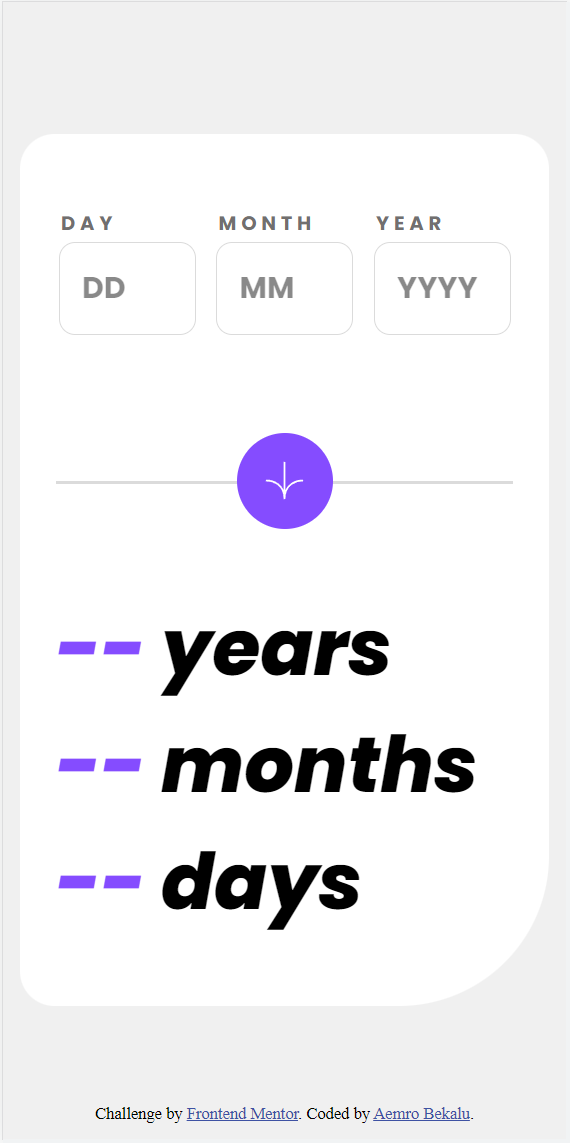 DAY MONTH YEAR
DD MM YYYY
-- years
-- months
-- days
Challenge by Frontend Mentor. Coded by Aemro Bekalu.